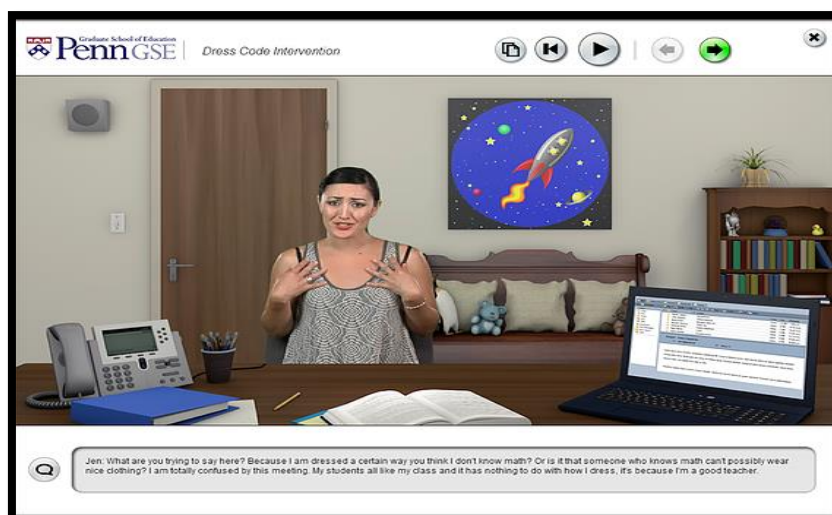 Graduate School of Education
Penn GSE
Dress Code Intervention
Jen: What are you trying to say here? Because I am dressed a certain way you think I don't know math? Or is it that someone who knows math can't possibly wear
nice clothing? I am totally confused by this meeting. My students all like my class and it has nothing to do with how I dress, it's because I'm a good teacher.